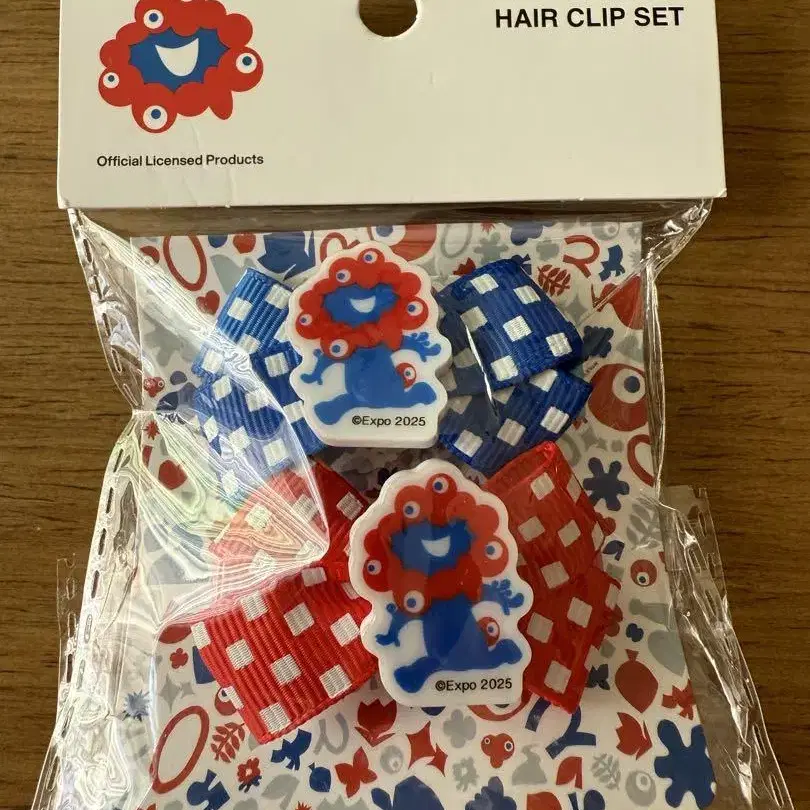 HAIR CLIP SET
Official Licensed Products
©Expo 2025
©Expo 2025